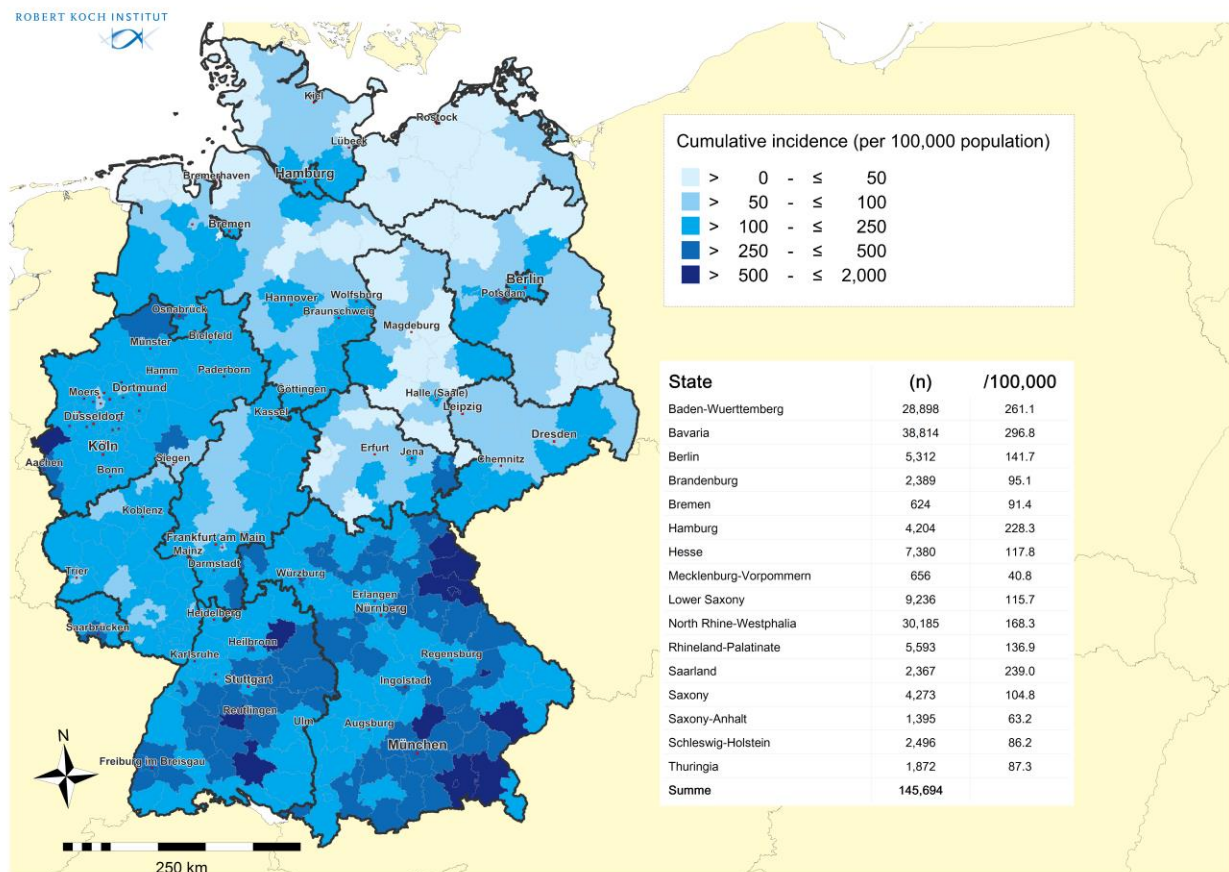 ROBERT KOCH INSTITUT
Kiel
Rostock
Lübeck
Bremerhaven
Hamburg
Bremen
Berlin
Potsdam
Hannover
Wolfsburg
Braunschweig
Osnabrück
Magdeburg
Bielefeld
Münster
Hamm
Paderborn
Moers
Dortmund
Göttingen
Halle (Saale)
Leipzig
Düsseldorf
Kassel
Dresden
Köln
Aachen
Erfurt
Jena
Chemnitz
Bonn
Siegen
Koblenz
Frankfurt am Main
Mainz
Darmstadt
Trier
Würzburg
Erlangen
Nürnberg
Heidelberg
Saarbrücken
Heilbronn
Karlsruhe
Regensburg
Stuttgart
Ingolstadt
Reutlingen
Ulm
Augsburg
München
Freiburg im Breisgau
N
250 km
Cumulative incidence (per 100,000 population)
> 0 - ≤ 50
> 50 - ≤ 100
> 100 - ≤ 250
> 250 - ≤ 500
> 500 - ≤ 2,000
State (n) /100,000
Baden-Wuerttemberg 28,898 261.1
Bavaria 38,814 296.8
Berlin 5,312 141.7
Brandenburg 2,389 95.1
Bremen 624 91.4
Hamburg 4,204 228.3
Hesse 7,380 117.8
Mecklenburg-Vorpommern 656 40.8
Lower Saxony 9,236 115.7
North Rhine-Westphalia 30,185 168.3
Rhineland-Palatinate 5,593 136.9
Saarland 2,367 239.0
Saxony 4,273 104.8
Saxony-Anhalt 1,395 63.2
Schleswig-Holstein 2,496 86.2
Thuringia 1,872 87.3
Summe 145,694